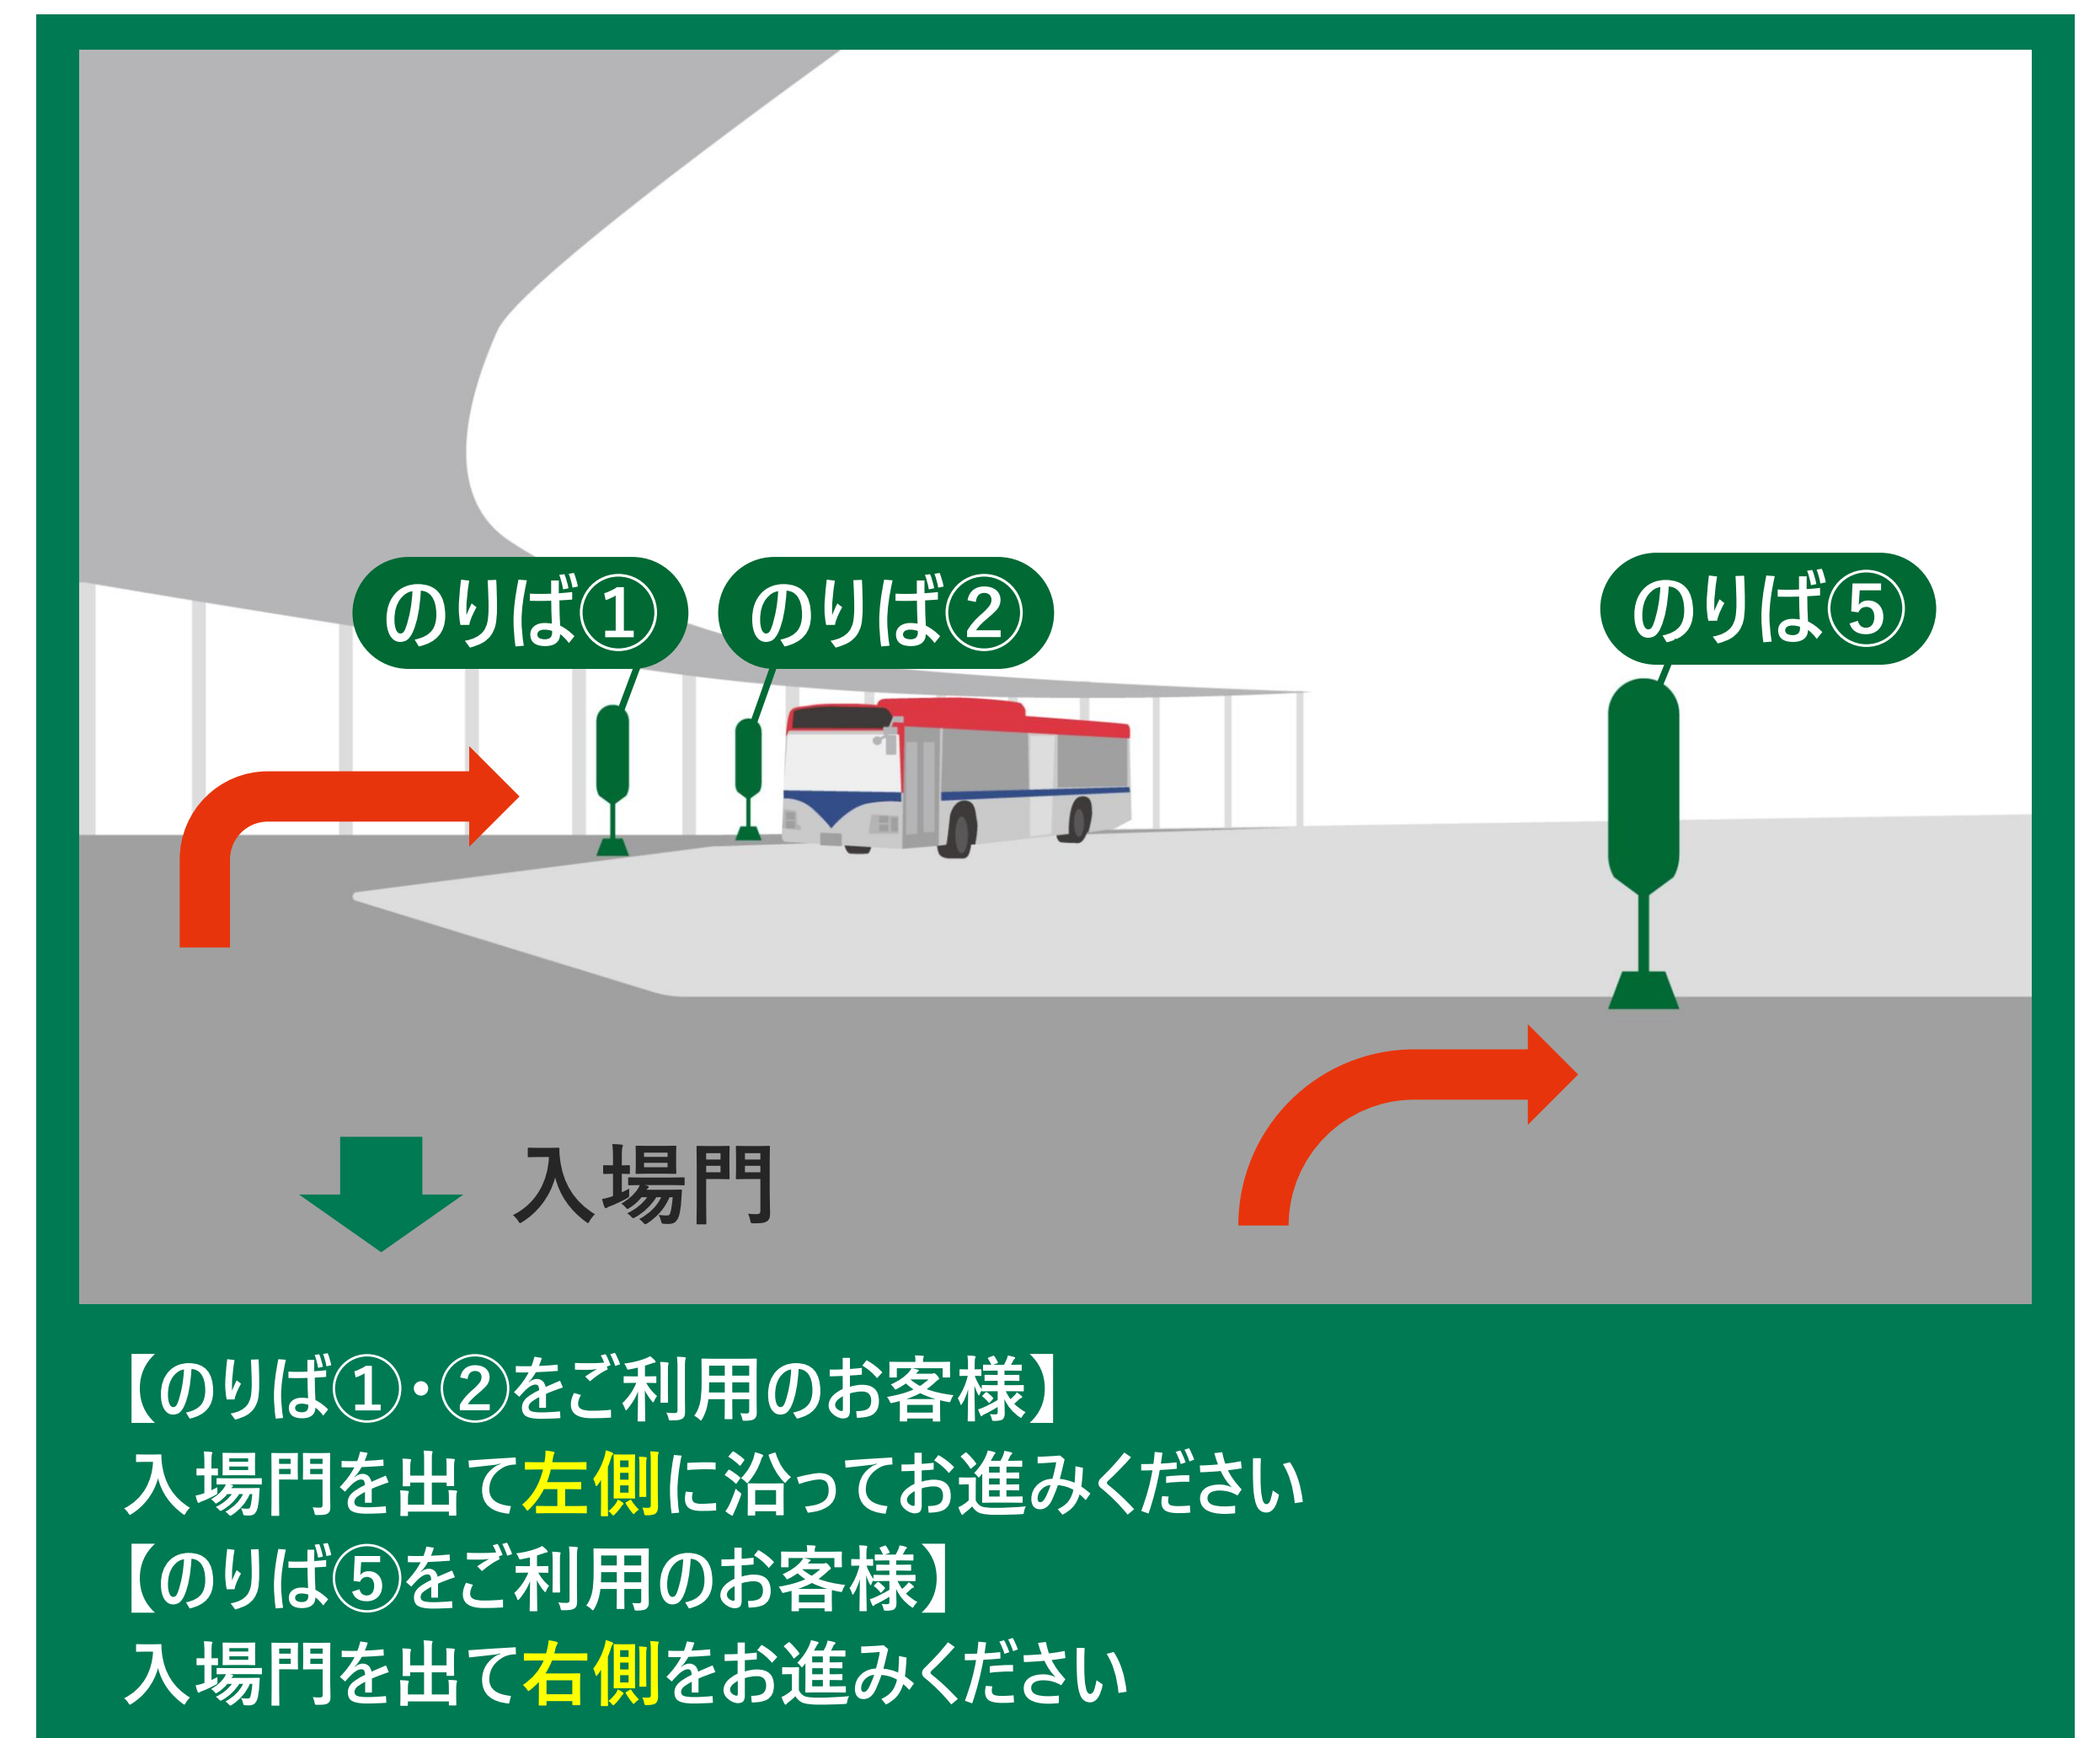 のりば①
のりば②
のりば⑤
入場門
【のりば①・②をご利用のお客様】
入場門を出て左側に沿ってお進みください
【のりば⑤をご利用のお客様】
入場門を出て右側をお進みください